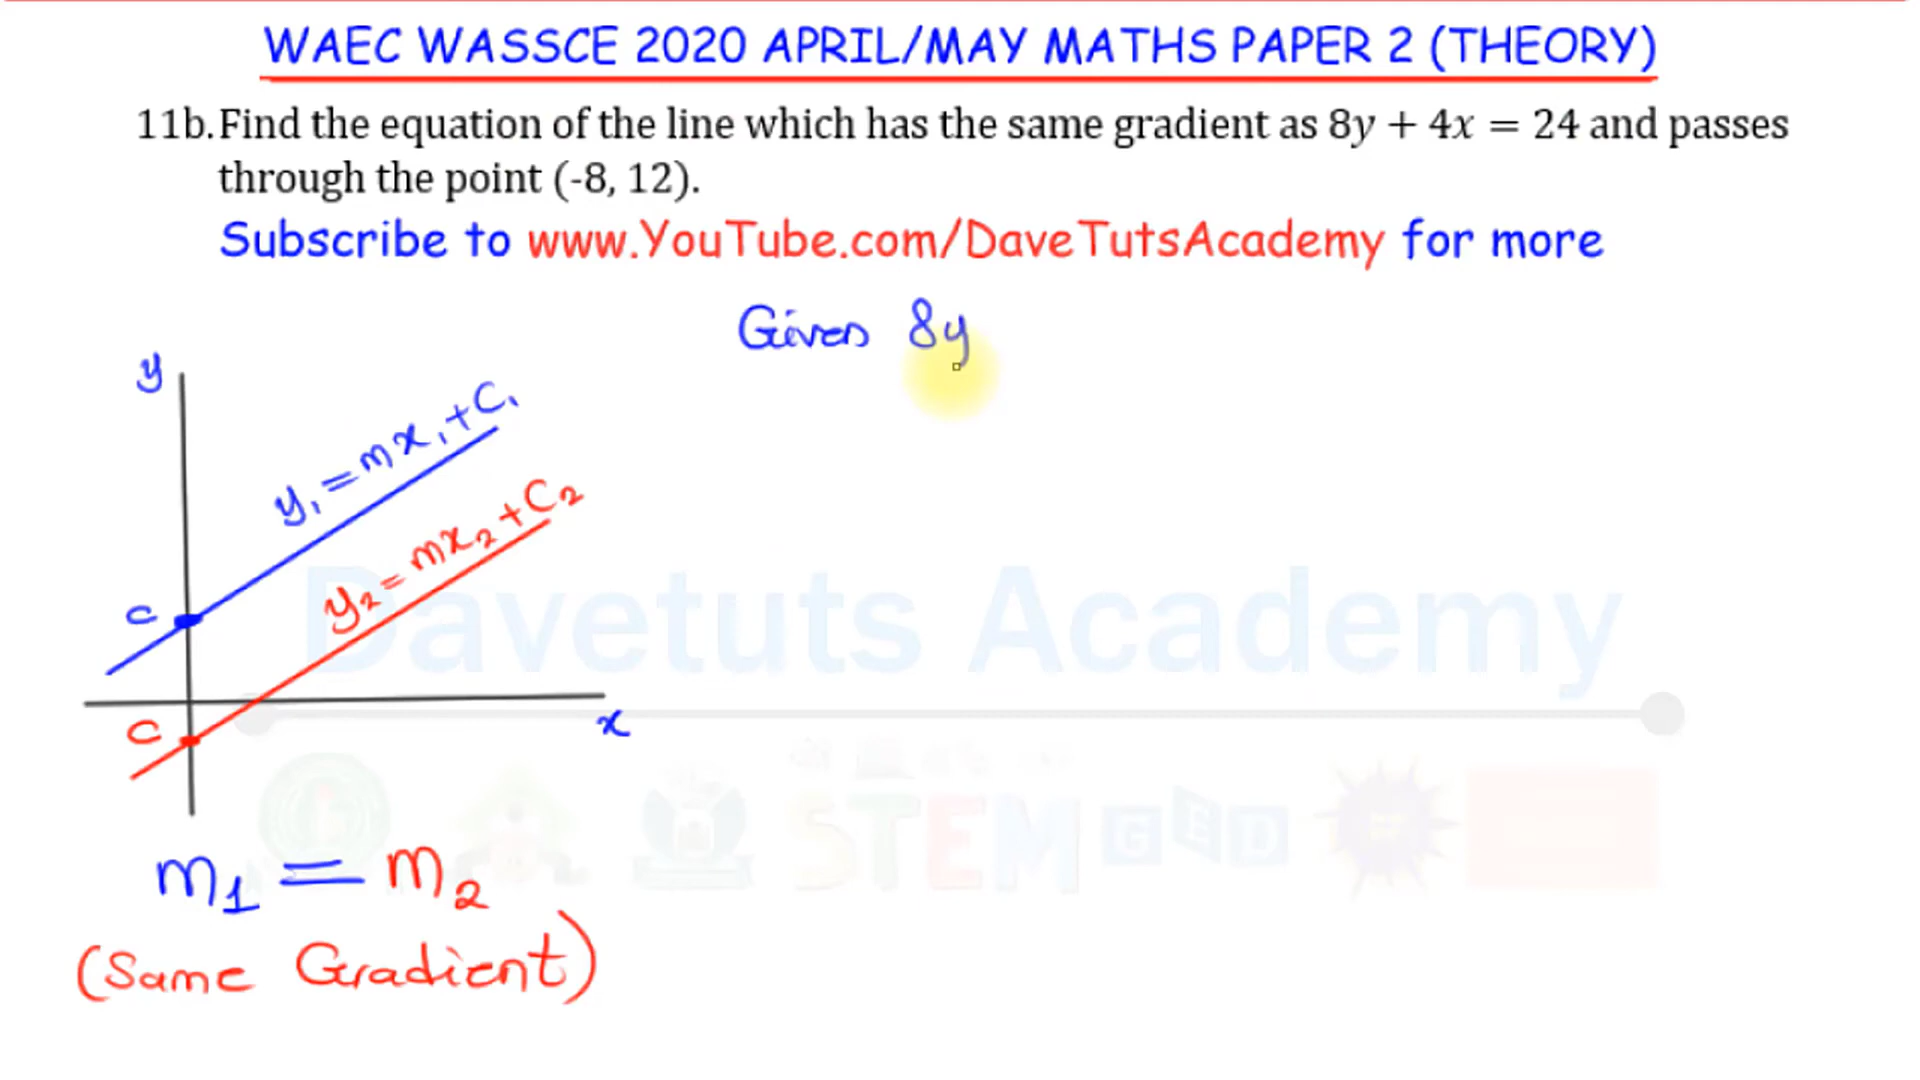 WAEC WASSCE 2020 APRIL/MAY MATHS PAPER 2 (THEORY)
11b. Find the equation of the line which has the same gradient as 8y + 4x = 24 and passes
through the point (-8, 12).
Subscribe to www.YouTube.com/DaveTutsAcademy for more
Given 8y
y
y₁ = mx₁ + C₁
y₂ = mx₂ + C₂
c
Davetuts Academy
c
x
STEM GED
m₁ = m₂
(Same Gradient)